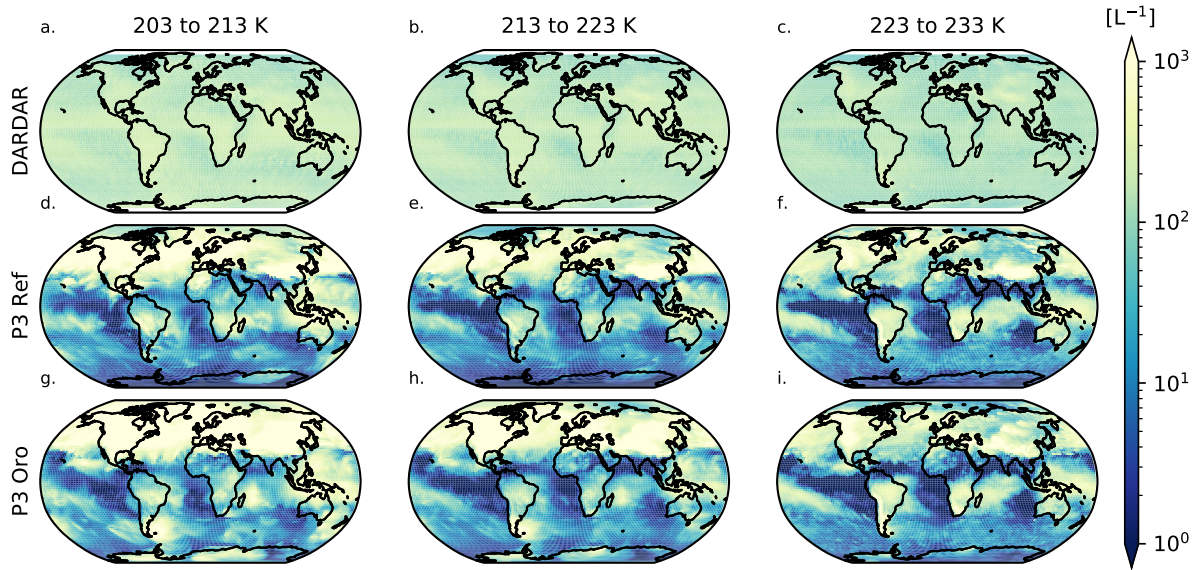 a. 203 to 213 K b. 213 to 223 K c. 223 to 233 K [L⁻¹]
DARDAR
10³
10²
d. e. f.
P3 Ref
10¹
g. h. i.
P3 Oro
10⁰